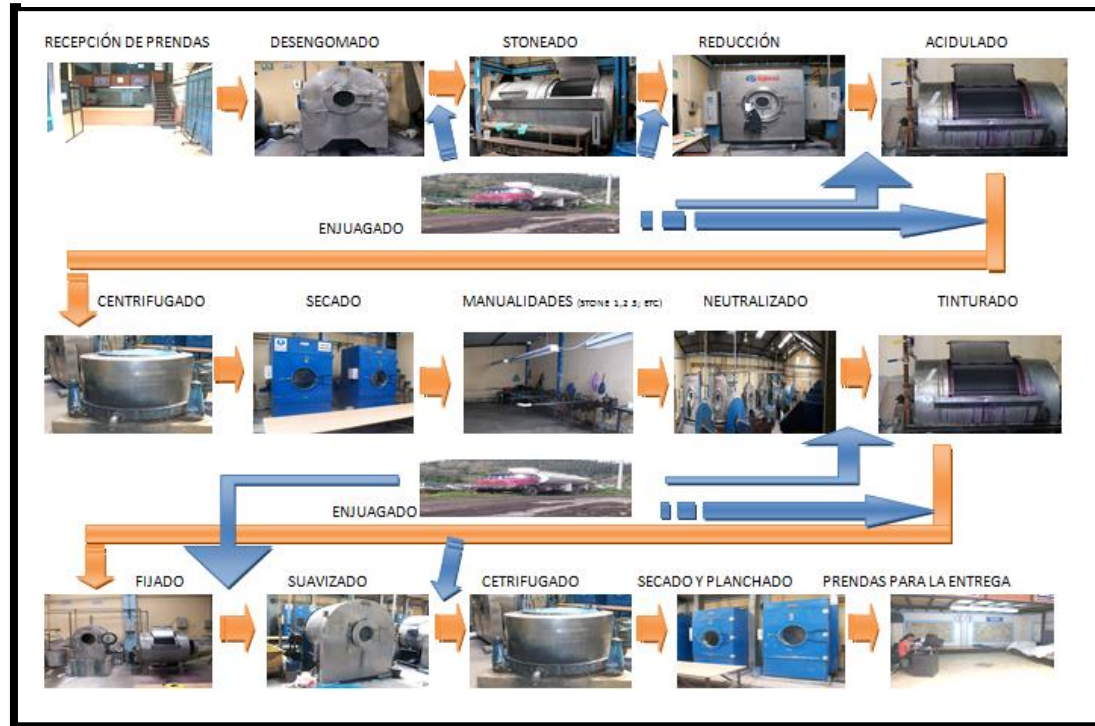 RECEPCIÓN DE PRENDAS
DESENGOMADO
STONEADO
REDUCCIÓN
ACIDULADO
ENJUAGADO
CENTRIFUGADO
SECADO
MANUALIDADES (STONE 1,2 3; ETC)
NEUTRALIZADO
TINTURADO
ENJUAGADO
FIJADO
SUAVIZADO
CETRIFUGADO
SECADO Y PLANCHADO
PRENDAS PARA LA ENTREGA